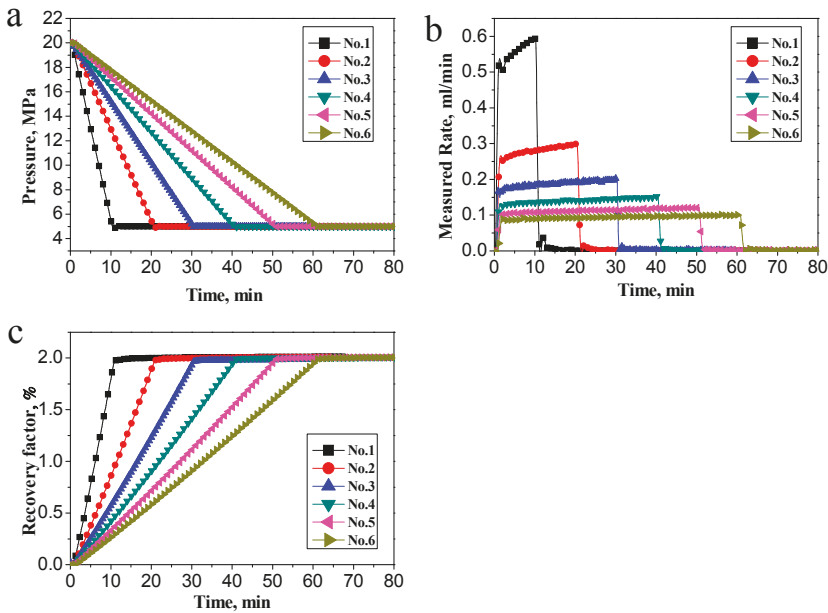 a
Pressure, MPa
22
20
18
16
14
12
10
8
6
4
0 10 20 30 40 50 60 70 80
Time, min
No.1
No.2
No.3
No.4
No.5
No.6
b
Measured Rate, ml/min
0.6
0.5
0.4
0.3
0.2
0.1
0.0
0 10 20 30 40 50 60 70 80
Time, min
No.1
No.2
No.3
No.4
No.5
No.6
c
Recovery factor, %
2.0
1.5
1.0
0.5
0.0
0 10 20 30 40 50 60 70 80
Time, min
No.1
No.2
No.3
No.4
No.5
No.6